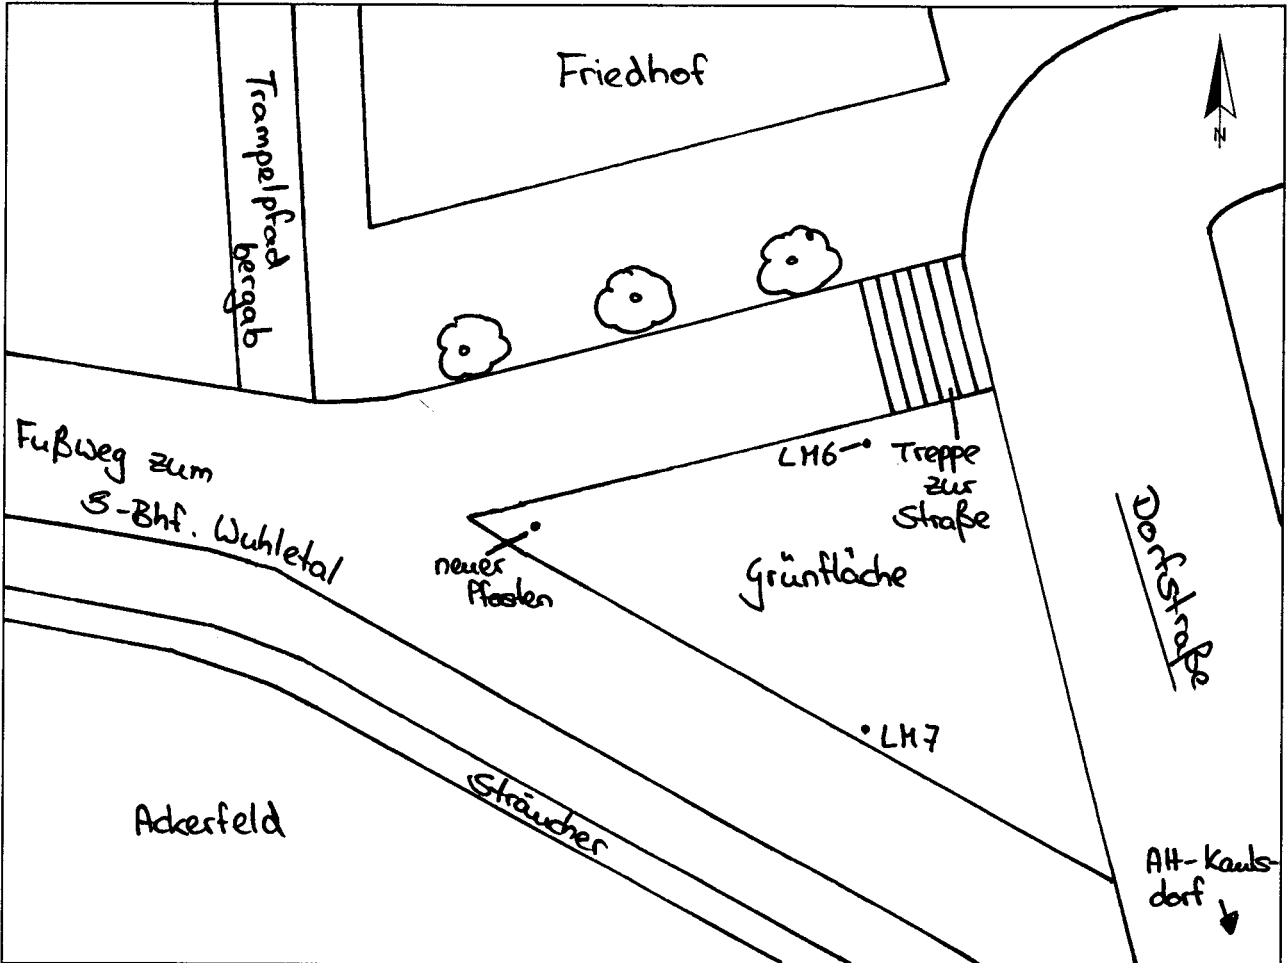 Friedhof
N
Trampelpfad
bergab
Fußweg zum
S-Bhf. Wuhletal
LM6
Treppe
zur
Straße
neuer
Pfosten
Grünfläche
Dorfstraße
LM7
Sträucher
Ackerfeld
Alt-Kauls-
dorf